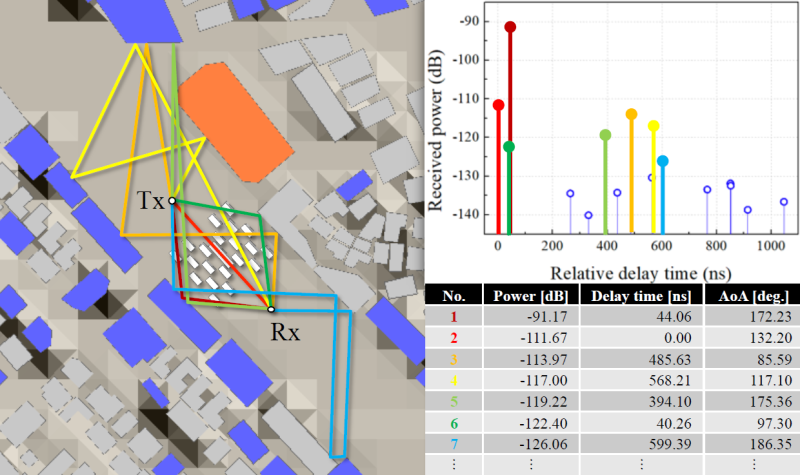 Tx
Rx
Received power (dB)
-90
-100
-110
-120
-130
-140
0 200 400 600 800 1000
Relative delay time (ns)
No. Power [dB] Delay time [ns] AoA [deg.]
1 -91.17 44.06 172.23
2 -111.67 0.00 132.20
3 -113.97 485.63 85.59
4 -117.00 568.21 117.10
5 -119.22 394.10 175.36
6 -122.40 40.26 97.30
7 -126.06 599.39 186.35
⋮ ⋮ ⋮ ⋮